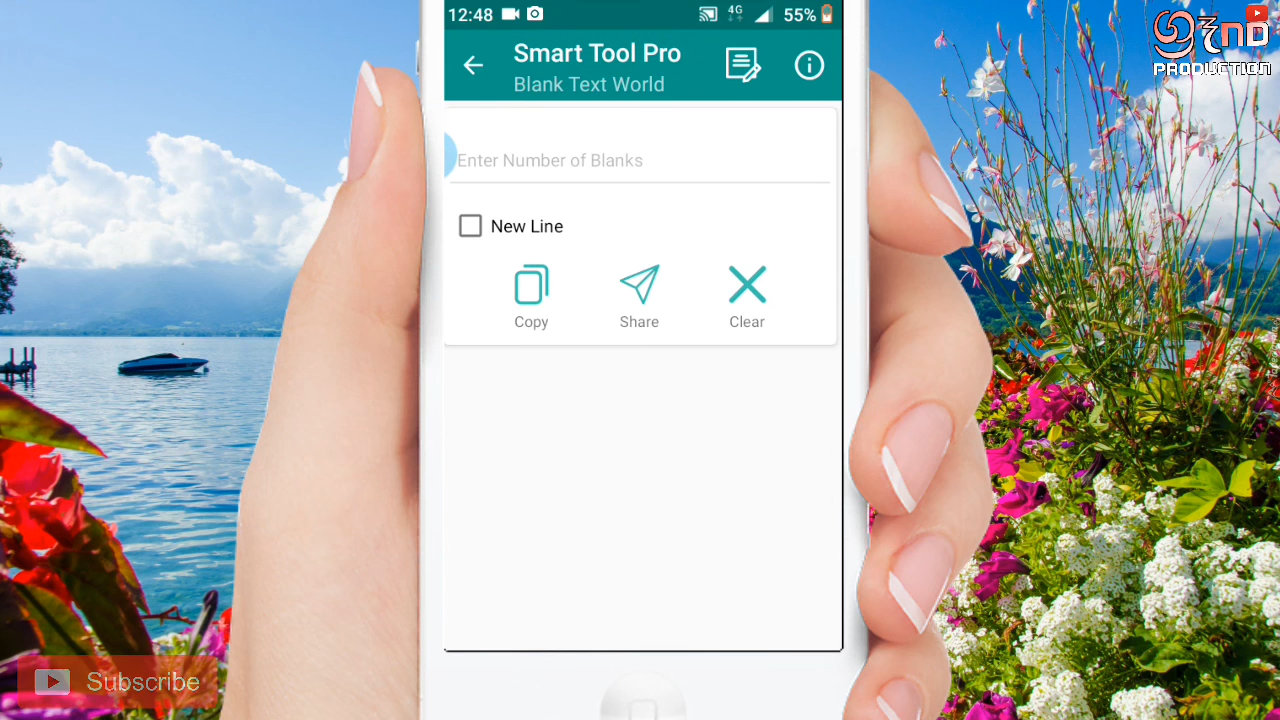 12:48
4G
55%
Smart Tool Pro
Blank Text World
Enter Number of Blanks
New Line
Copy
Share
Clear
PRODUCTION
Subscribe